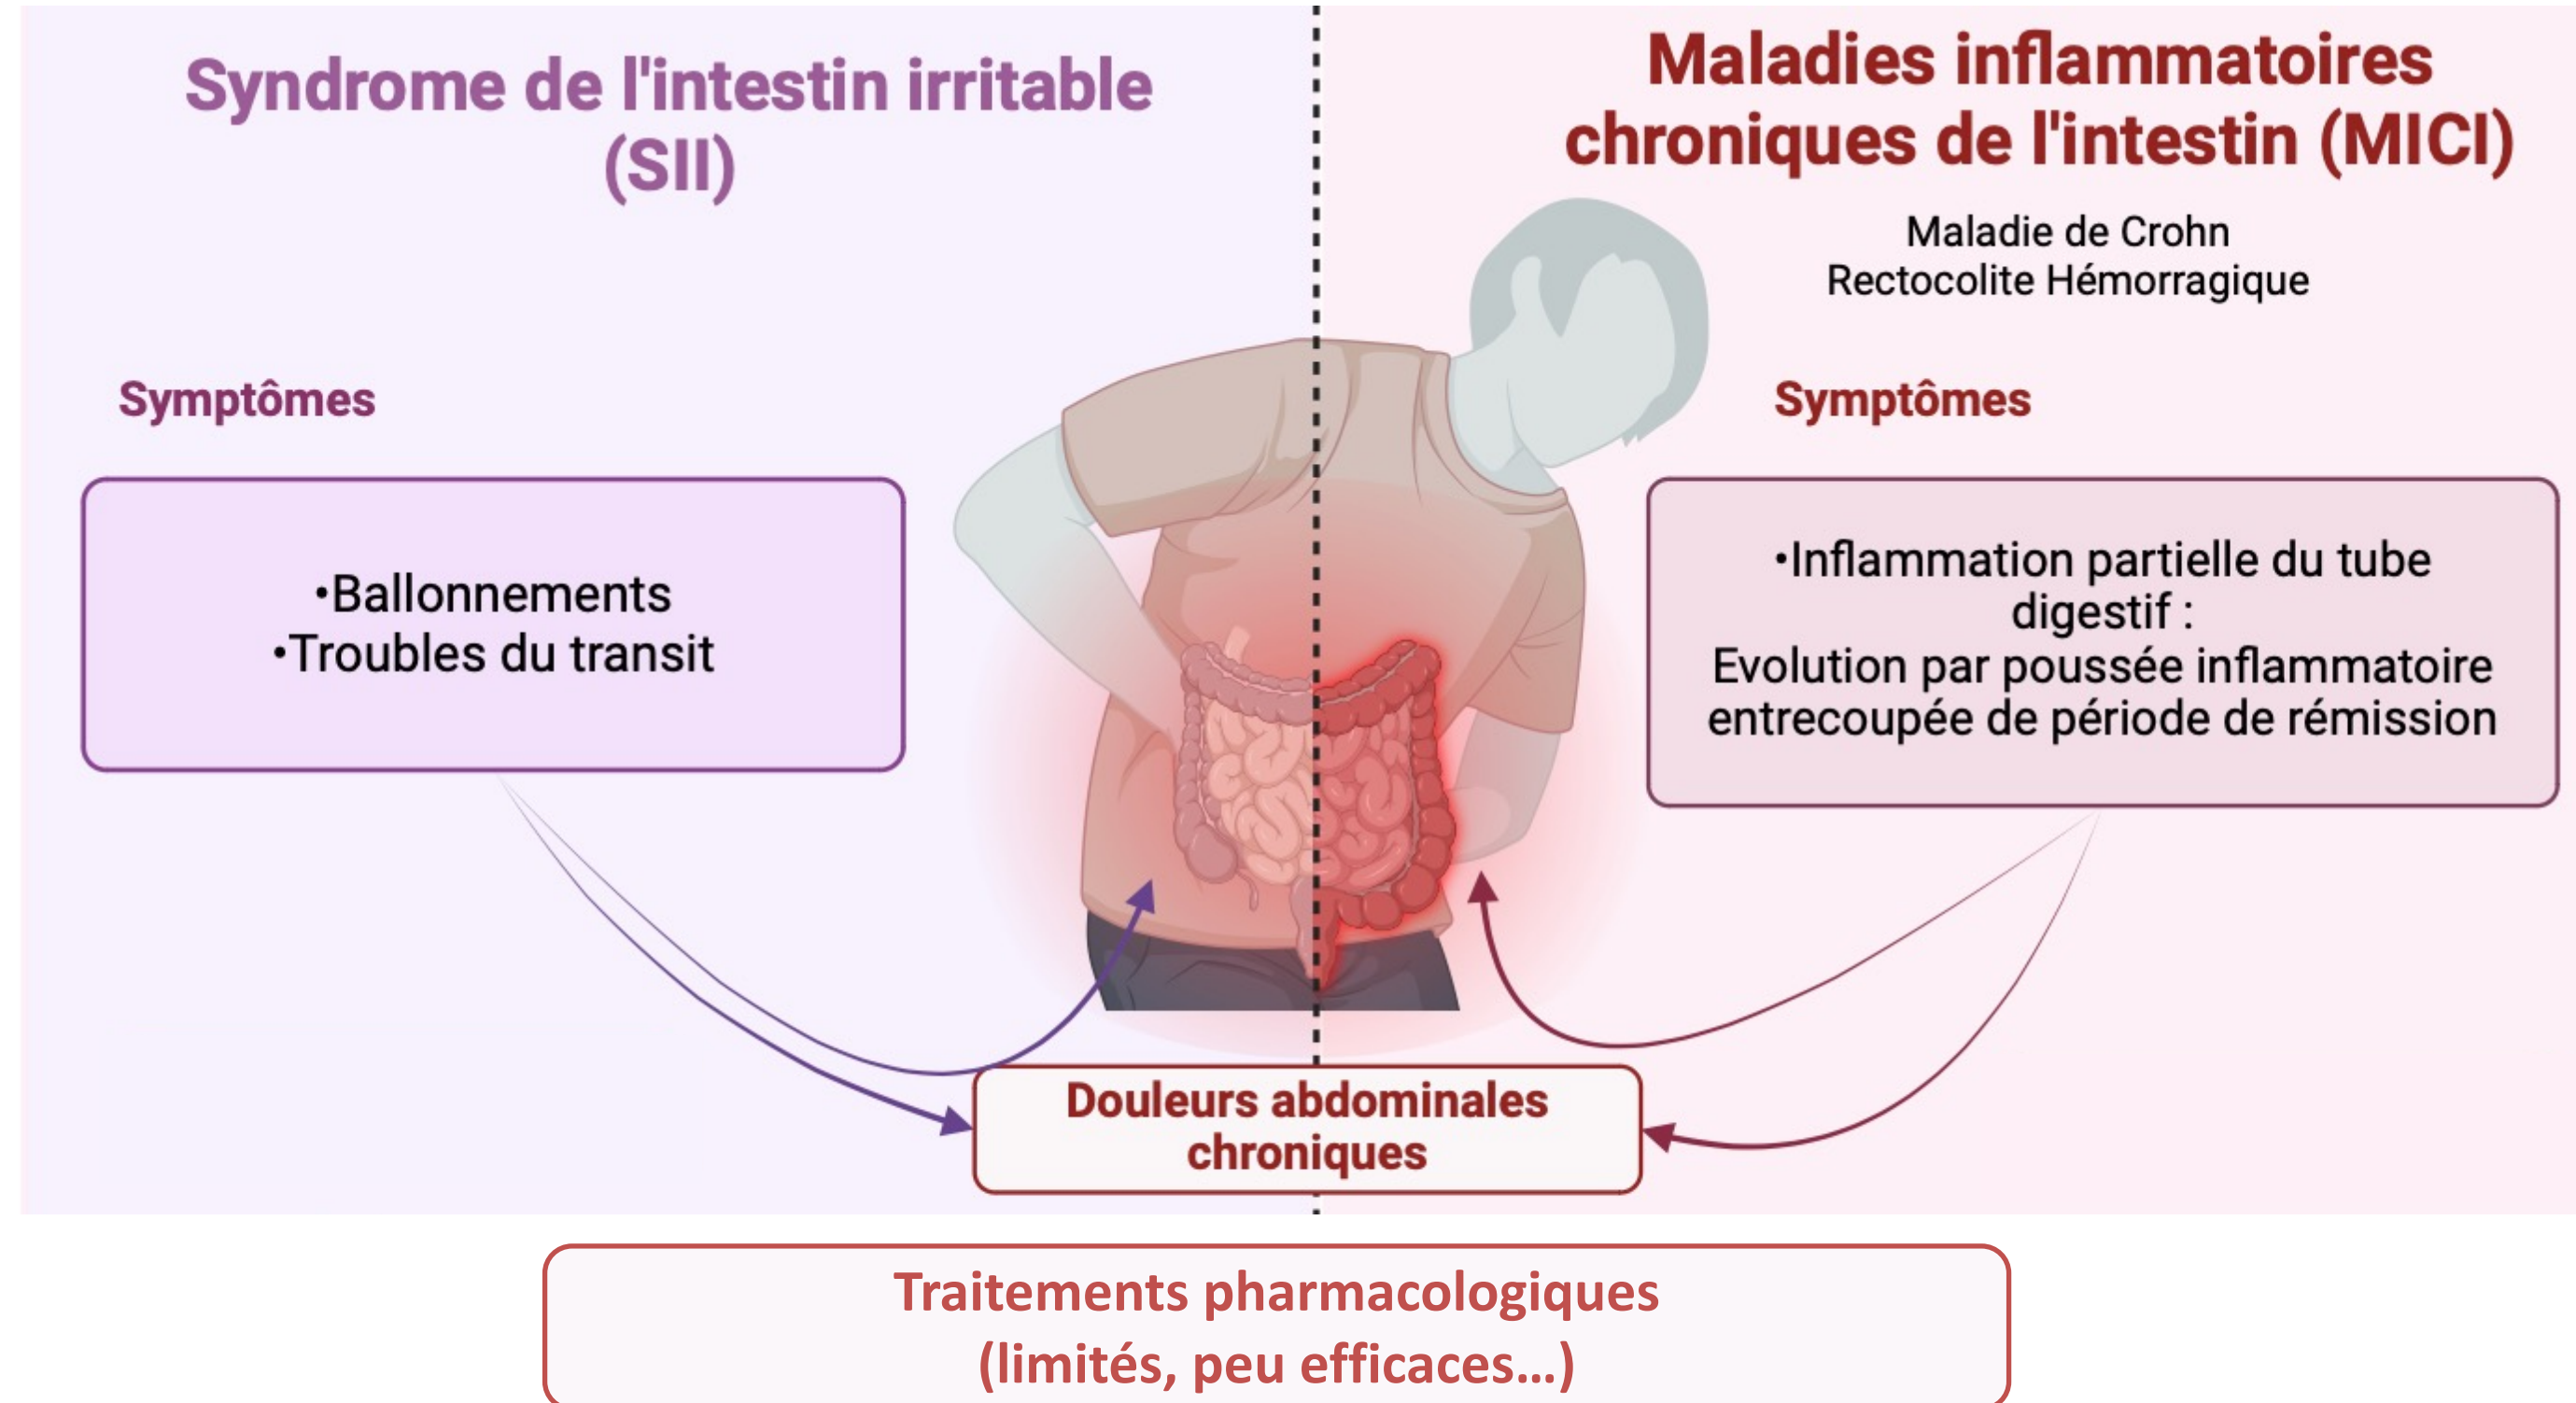 Syndrome de l'intestin irritable
(SII)
Symptômes
•Ballonnements
•Troubles du transit
Maladies inflammatoires
chroniques de l'intestin (MICI)
Maladie de Crohn
Rectocolite Hémorragique
Symptômes
•Inflammation partielle du tube
digestif :
Evolution par poussée inflammatoire
entrecoupée de période de rémission
Douleurs abdominales
chroniques
Traitements pharmacologiques
(limités, peu efficaces...)